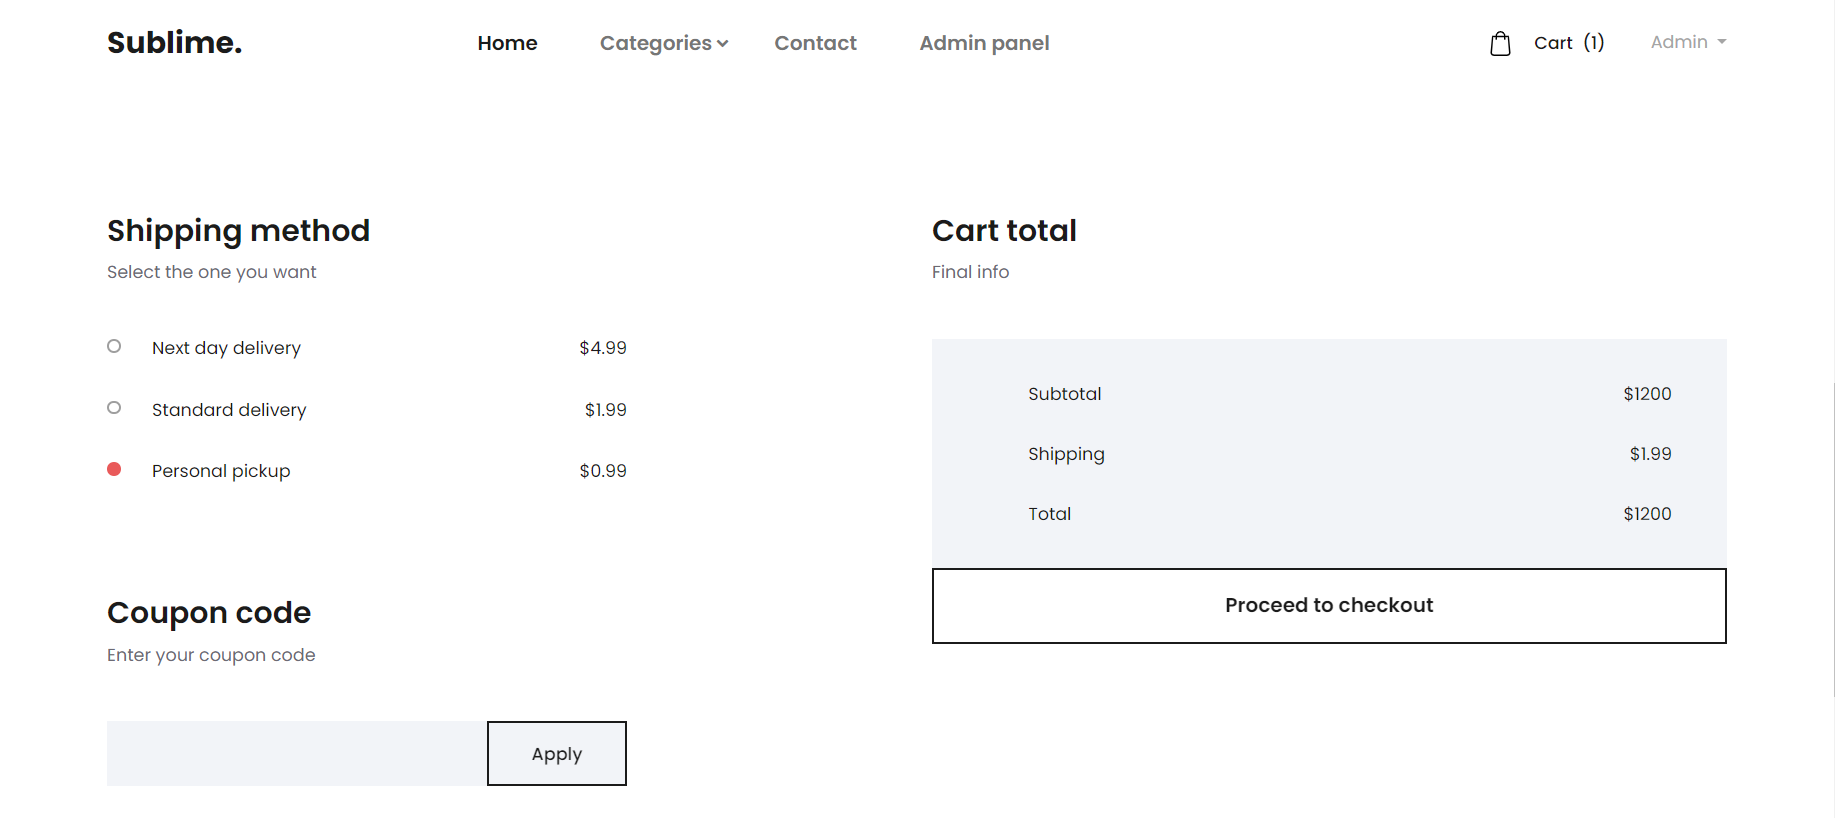 Sublime.
Home Categories Contact Admin panel
Cart (1) Admin
Shipping method
Select the one you want
Next day delivery $4.99
Standard delivery $1.99
Personal pickup $0.99
Coupon code
Enter your coupon code
Apply
Cart total
Final info
Subtotal $1200
Shipping $1.99
Total $1200
Proceed to checkout